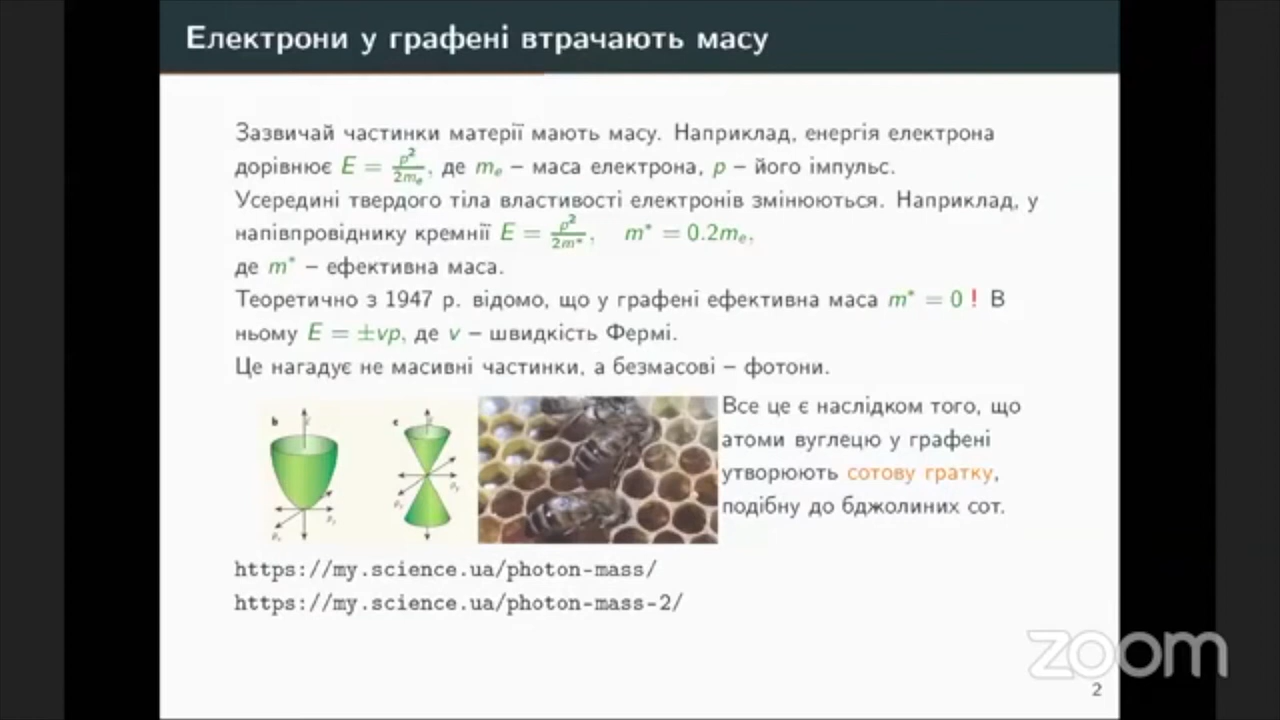 Електрони у графені втрачають масу
Зазвичай частинки матерії мають масу. Наприклад, енергія електрона
дорівнює E = p²/2mₑ, де mₑ – маса електрона, p – його імпульс.
Усередині твердого тіла властивості електронів змінюються. Наприклад, у
напівпровіднику кремнії E = p²/2m*, m* = 0.2mₑ,
де m* – ефективна маса.
Теоретично з 1947 р. відомо, що у графені ефективна маса m* = 0 ! В
ньому E = ±vp, де v – швидкість Фермі.
Це нагадує не масивні частинки, а безмасові – фотони.
b
c
Все це є наслідком того, що
атоми вуглецю у графені
утворюють сотову гратку,
подібну до бджолиних сот.
https://my.science.ua/photon-mass/
https://my.science.ua/photon-mass-2/
zoom
2